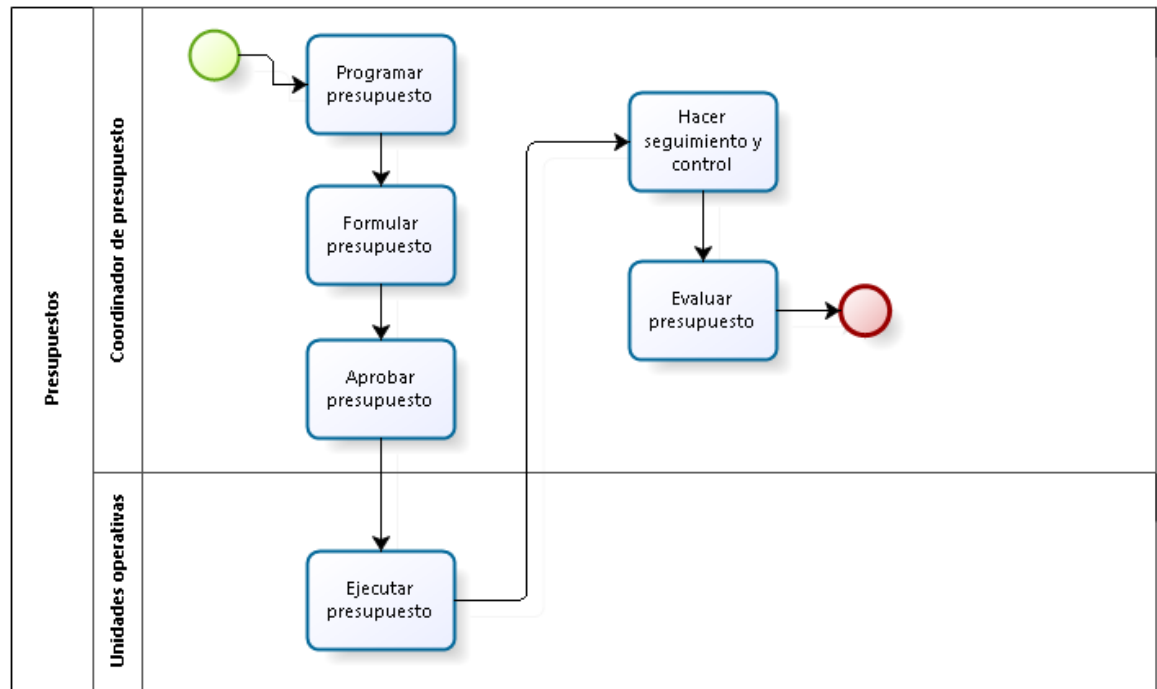 Presupuestos
Coordinador de presupuesto
Programar
presupuesto
Formular
presupuesto
Aprobar
presupuesto
Hacer
seguimiento y
control
Evaluar
presupuesto
Unidades operativas
Ejecutar
presupuesto